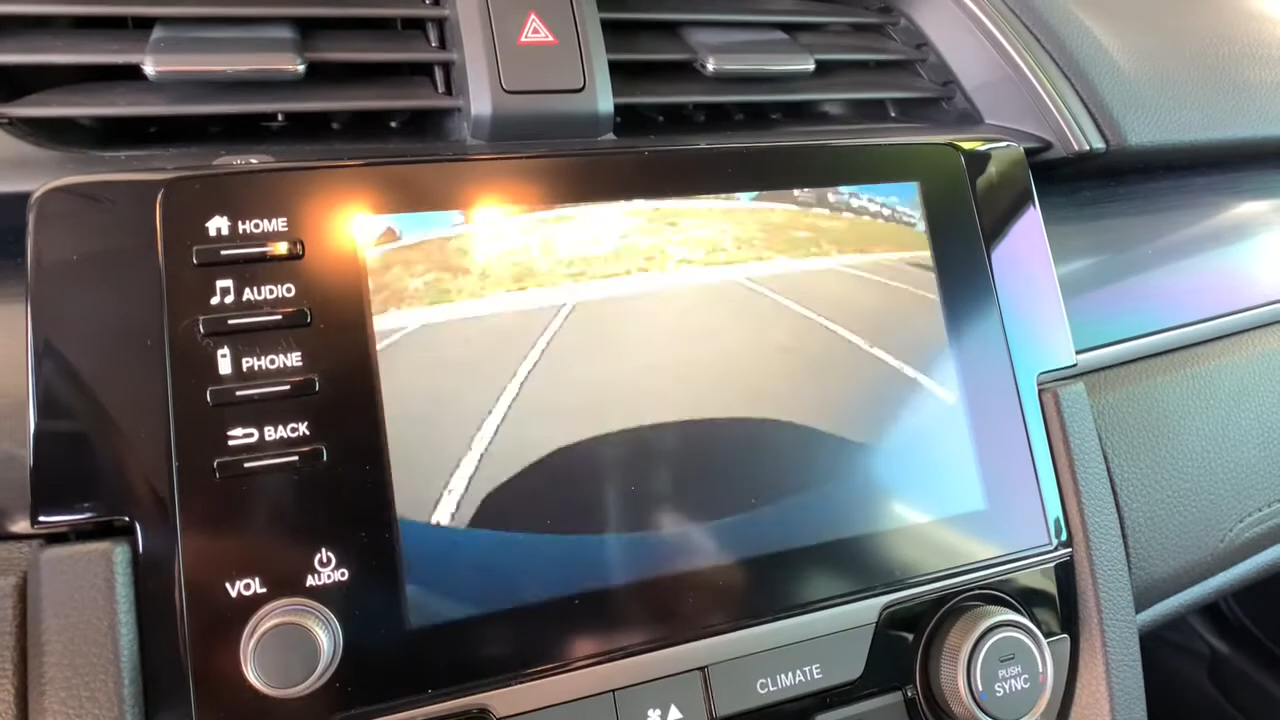 HOME
AUDIO
PHONE
BACK
VOL
AUDIO
CLIMATE
PUSH
SYNC